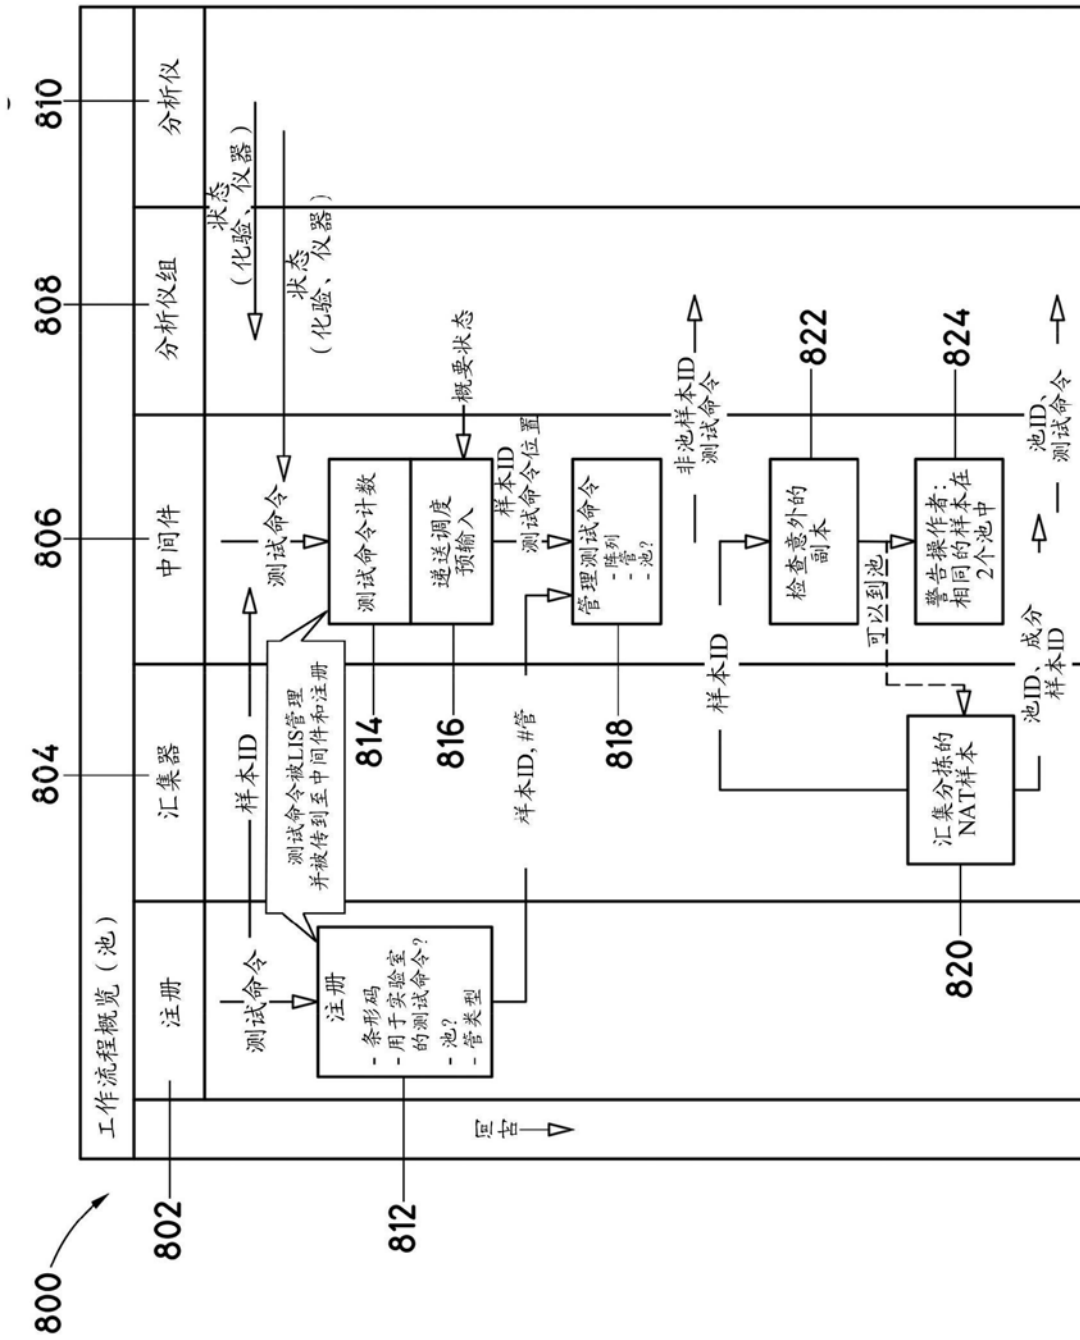 800
工作流程概览（池）
802
804
806
808
810
注册
汇集器
中间件
分析仪组
分析仪
测试命令
样本ID
测试命令
状态
（化验、仪器）
状态
（化验、仪器）
测试命令被LIS管理
并被传到至中间件和注册
812
注册
- 条形码
- 用于实验室
的测试命令?
- 池?
- 管类型
814
测试命令计数
816
递送调度
预输入
概要状态
样本ID
测试命令位置
样本ID, #管
818
管理测试命令
- 阵列
- 管
- 池?
非池样本ID
测试命令
样本ID
822
检查意外的
副本
可以到池
824
警告操作者:
相同的样本在
2个池中
820
汇集分拣的
NAT样本
池ID、成分
样本ID
池ID、
测试命令